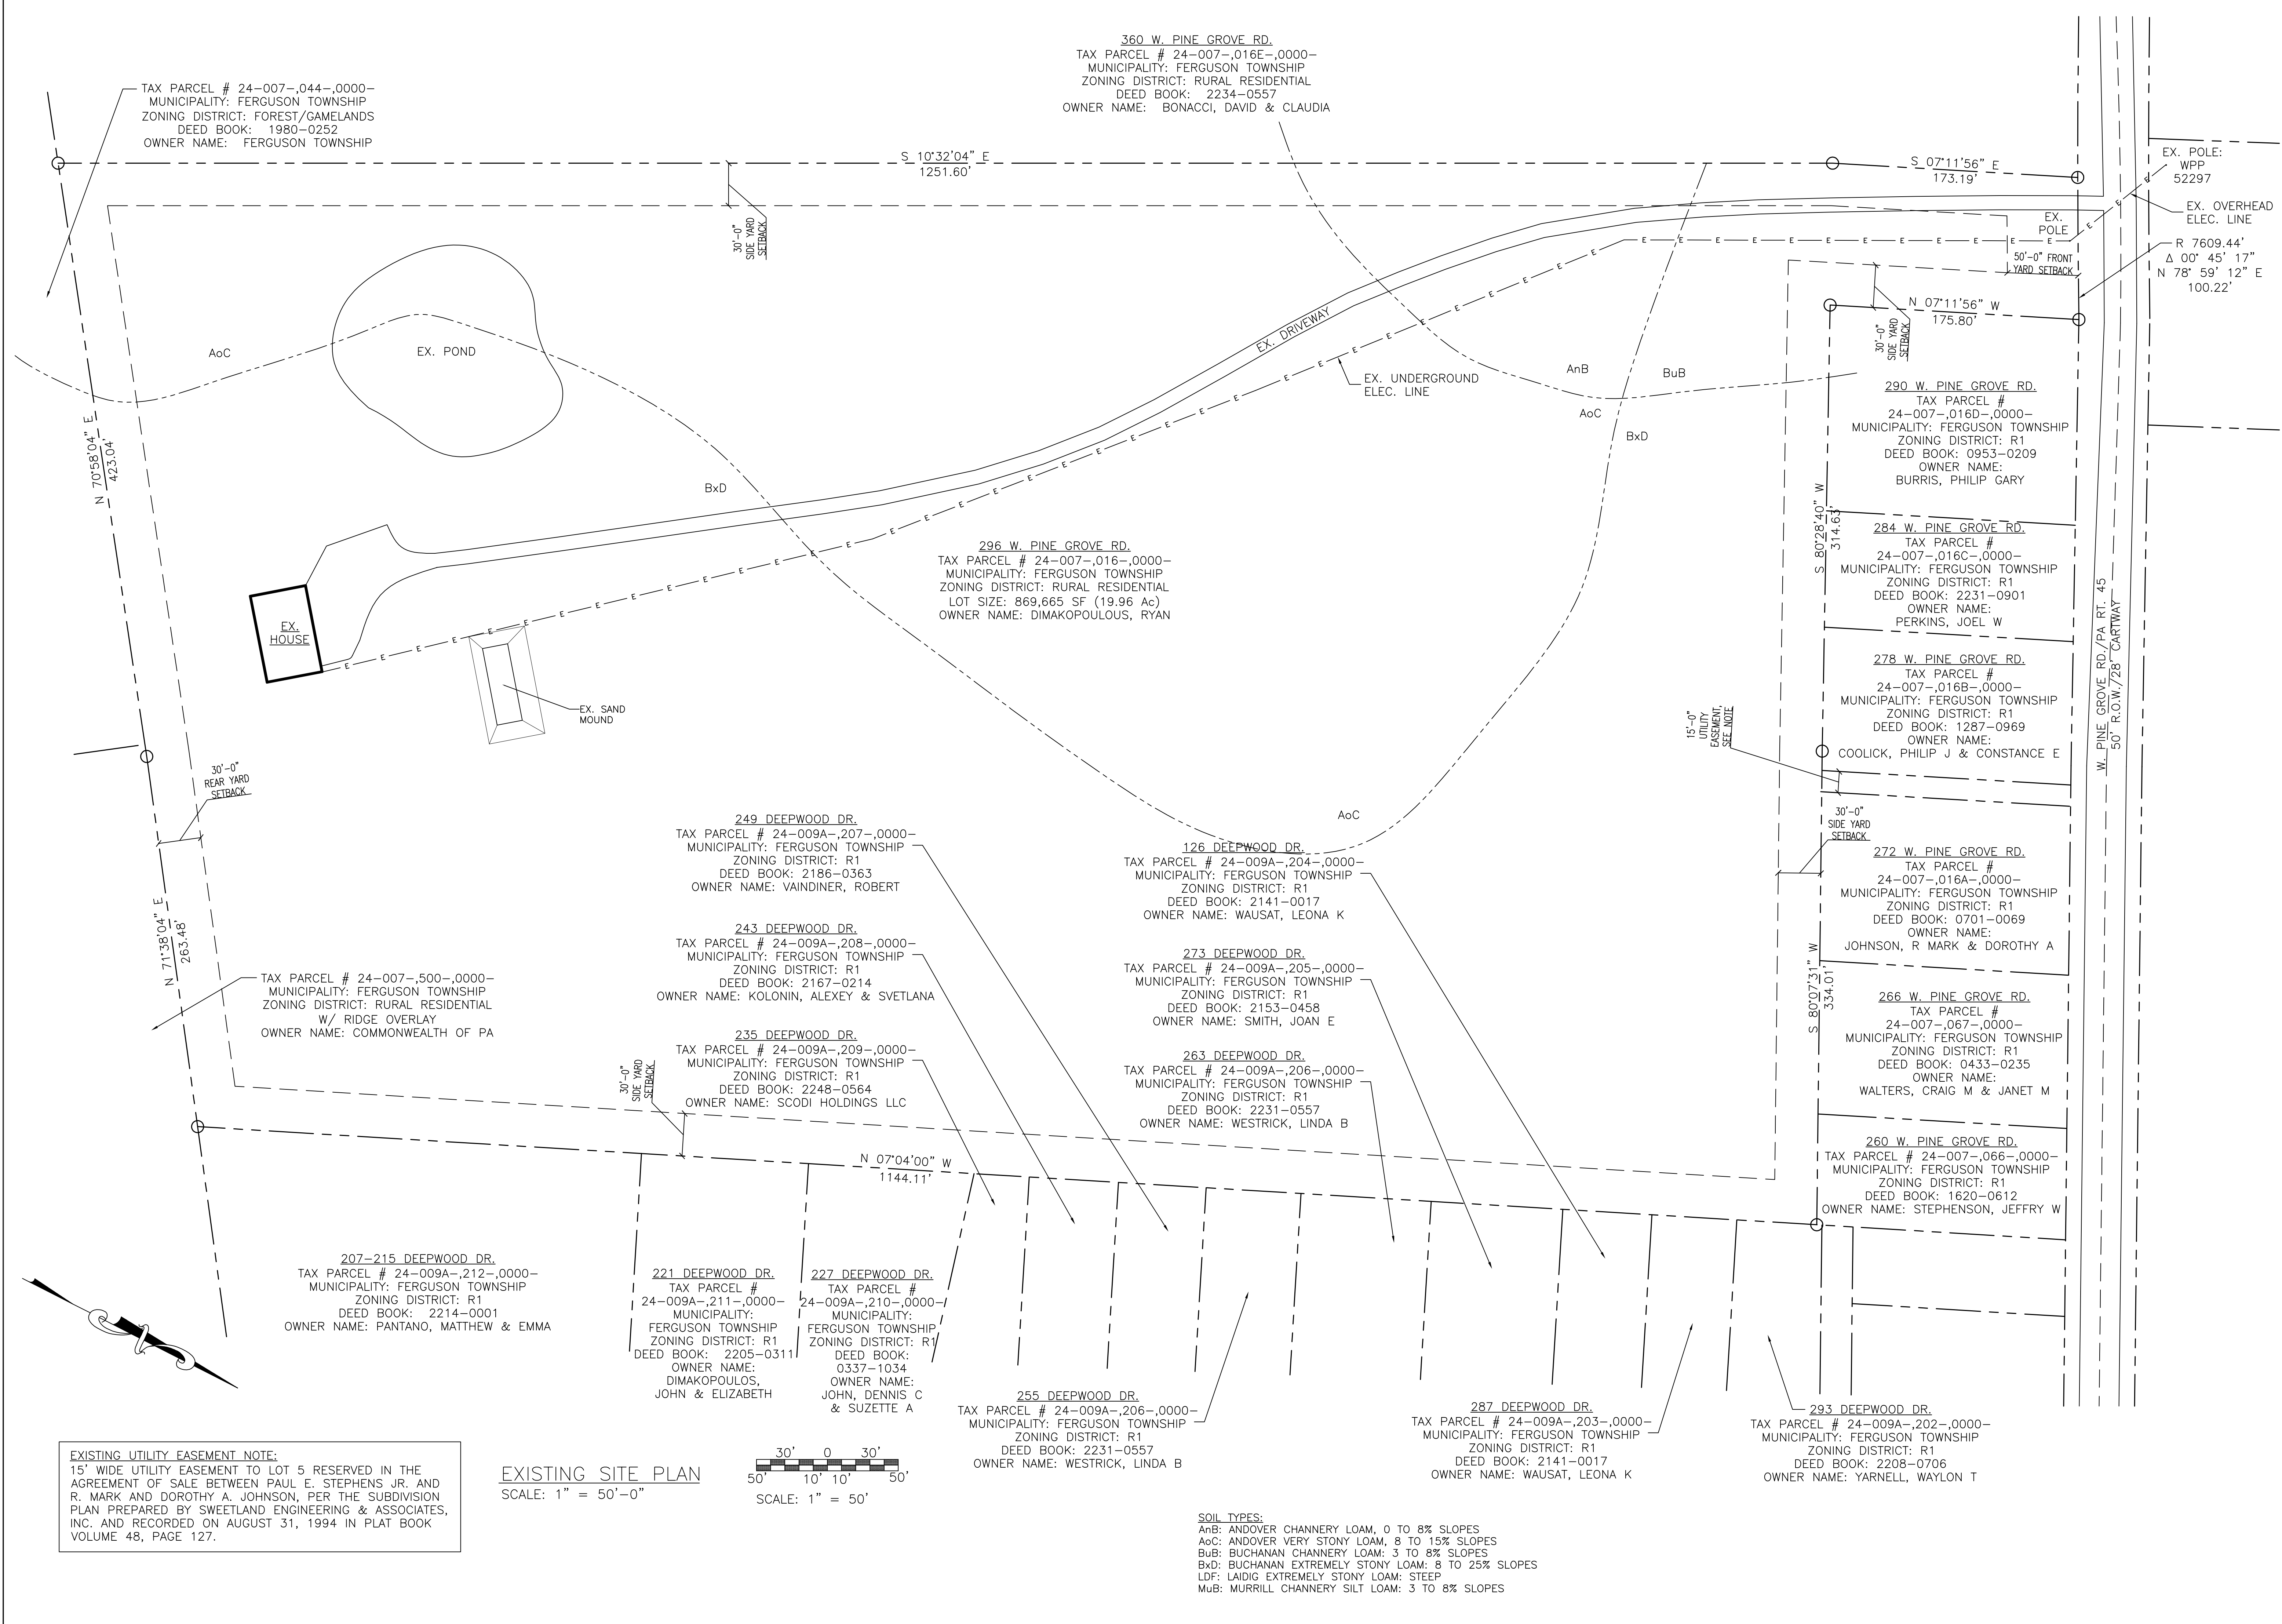 360 W. PINE GROVE RD.
TAX PARCEL # 24-007-,016E-,0000-
MUNICIPALITY: FERGUSON TOWNSHIP
ZONING DISTRICT: RURAL RESIDENTIAL
DEED BOOK: 2234-0557
OWNER NAME: BONACCI, DAVID & CLAUDIA
TAX PARCEL # 24-007-,044-,0000-
MUNICIPALITY: FERGUSON TOWNSHIP
ZONING DISTRICT: FOREST/GAMELANDS
DEED BOOK: 1980-0252
OWNER NAME: FERGUSON TOWNSHIP
S 10°32'04" E
1251.60'
S 07°11'56" E
173.19'
EX. POLE:
WPP
52297
EX. OVERHEAD
ELEC. LINE
EX.
POLE
R 7609.44'
Δ 00° 45' 17"
N 78° 59' 12" E
100.22'
50'-0" FRONT
YARD SETBACK
30'-0"
SIDE YARD
SETBACK
N 07°11'56" W
175.80'
30'-0"
SIDE YARD
SETBACK
AoC
EX. POND
EX. DRIVEWAY
EX. UNDERGROUND
ELEC. LINE
AnB
BuB
AoC
BxD
BxD
N 70°58'04" E
423.04'
290 W. PINE GROVE RD.
TAX PARCEL #
24-007-,016D-,0000-
MUNICIPALITY: FERGUSON TOWNSHIP
ZONING DISTRICT: R1
DEED BOOK: 0953-0209
OWNER NAME:
BURRIS, PHILIP GARY
S 80°28'40" W
314.63'
284 W. PINE GROVE RD.
TAX PARCEL #
24-007-,016C-,0000-
MUNICIPALITY: FERGUSON TOWNSHIP
ZONING DISTRICT: R1
DEED BOOK: 2231-0901
OWNER NAME:
PERKINS, JOEL W
296 W. PINE GROVE RD.
TAX PARCEL # 24-007-,016-,0000-
MUNICIPALITY: FERGUSON TOWNSHIP
ZONING DISTRICT: RURAL RESIDENTIAL
LOT SIZE: 869,665 SF (19.96 Ac)
OWNER NAME: DIMAKOPOULOUS, RYAN
EX.
HOUSE
EX. SAND
MOUND
278 W. PINE GROVE RD.
TAX PARCEL #
24-007-,016B-,0000-
MUNICIPALITY: FERGUSON TOWNSHIP
ZONING DISTRICT: R1
DEED BOOK: 1287-0969
OWNER NAME:
COOLICK, PHILIP J & CONSTANCE E
W. PINE GROVE RD./PA RT. 45
50' R.O.W./28' CARTWAY
15'-0"
UTILITY
EASEMENT,
SEE NOTE
30'-0"
REAR YARD
SETBACK
30'-0"
SIDE YARD
SETBACK
AoC
272 W. PINE GROVE RD.
TAX PARCEL #
24-007-,016A-,0000-
MUNICIPALITY: FERGUSON TOWNSHIP
ZONING DISTRICT: R1
DEED BOOK: 0701-0069
OWNER NAME:
JOHNSON, R MARK & DOROTHY A
249 DEEPWOOD DR.
TAX PARCEL # 24-009A-,207-,0000-
MUNICIPALITY: FERGUSON TOWNSHIP
ZONING DISTRICT: R1
DEED BOOK: 2186-0363
OWNER NAME: VAINDINER, ROBERT
126 DEEPWOOD DR.
TAX PARCEL # 24-009A-,204-,0000-
MUNICIPALITY: FERGUSON TOWNSHIP
ZONING DISTRICT: R1
DEED BOOK: 2141-0017
OWNER NAME: WAUSAT, LEONA K
243 DEEPWOOD DR.
TAX PARCEL # 24-009A-,208-,0000-
MUNICIPALITY: FERGUSON TOWNSHIP
ZONING DISTRICT: R1
DEED BOOK: 2167-0214
OWNER NAME: KOLONIN, ALEXEY & SVETLANA
273 DEEPWOOD DR.
TAX PARCEL # 24-009A-,205-,0000-
MUNICIPALITY: FERGUSON TOWNSHIP
ZONING DISTRICT: R1
DEED BOOK: 2153-0458
OWNER NAME: SMITH, JOAN E
N 71°38'04" E
263.48'
TAX PARCEL # 24-007-,500-,0000-
MUNICIPALITY: FERGUSON TOWNSHIP
ZONING DISTRICT: RURAL RESIDENTIAL
W/ RIDGE OVERLAY
OWNER NAME: COMMONWEALTH OF PA
S 80°07'31" W
334.01'
266 W. PINE GROVE RD.
TAX PARCEL #
24-007-,067-,0000-
MUNICIPALITY: FERGUSON TOWNSHIP
ZONING DISTRICT: R1
DEED BOOK: 0433-0235
OWNER NAME:
WALTERS, CRAIG M & JANET M
235 DEEPWOOD DR.
TAX PARCEL # 24-009A-,209-,0000-
MUNICIPALITY: FERGUSON TOWNSHIP
ZONING DISTRICT: R1
DEED BOOK: 2248-0564
OWNER NAME: SCODI HOLDINGS LLC
263 DEEPWOOD DR.
TAX PARCEL # 24-009A-,206-,0000-
MUNICIPALITY: FERGUSON TOWNSHIP
ZONING DISTRICT: R1
DEED BOOK: 2231-0557
OWNER NAME: WESTRICK, LINDA B
30'-0"
SIDE YARD
SETBACK
N 07°04'00" W
1144.11'
260 W. PINE GROVE RD.
TAX PARCEL # 24-007-,066-,0000-
MUNICIPALITY: FERGUSON TOWNSHIP
ZONING DISTRICT: R1
DEED BOOK: 1620-0612
OWNER NAME: STEPHENSON, JEFFRY W
207-215 DEEPWOOD DR.
TAX PARCEL # 24-009A-,212-,0000-
MUNICIPALITY: FERGUSON TOWNSHIP
ZONING DISTRICT: R1
DEED BOOK: 2214-0001
OWNER NAME: PANTANO, MATTHEW & EMMA
221 DEEPWOOD DR.
TAX PARCEL #
24-009A-,211-,0000-
MUNICIPALITY:
FERGUSON TOWNSHIP
ZONING DISTRICT: R1
DEED BOOK: 2205-0311
OWNER NAME:
DIMAKOPOULOS,
JOHN & ELIZABETH
227 DEEPWOOD DR.
TAX PARCEL #
24-009A-,210-,0000-
MUNICIPALITY:
FERGUSON TOWNSHIP
ZONING DISTRICT: R1
DEED BOOK:
0337-1034
OWNER NAME:
JOHN, DENNIS C
& SUZETTE A
255 DEEPWOOD DR.
TAX PARCEL # 24-009A-,206-,0000-
MUNICIPALITY: FERGUSON TOWNSHIP
ZONING DISTRICT: R1
DEED BOOK: 2231-0557
OWNER NAME: WESTRICK, LINDA B
287 DEEPWOOD DR.
TAX PARCEL # 24-009A-,203-,0000-
MUNICIPALITY: FERGUSON TOWNSHIP
ZONING DISTRICT: R1
DEED BOOK: 2141-0017
OWNER NAME: WAUSAT, LEONA K
293 DEEPWOOD DR.
TAX PARCEL # 24-009A-,202-,0000-
MUNICIPALITY: FERGUSON TOWNSHIP
ZONING DISTRICT: R1
DEED BOOK: 2208-0706
OWNER NAME: YARNELL, WAYLON T
EXISTING UTILITY EASEMENT NOTE:
15' WIDE UTILITY EASEMENT TO LOT 5 RESERVED IN THE
AGREEMENT OF SALE BETWEEN PAUL E. STEPHENS JR. AND
R. MARK AND DOROTHY A. JOHNSON, PER THE SUBDIVISION
PLAN PREPARED BY SWEETLAND ENGINEERING & ASSOCIATES,
INC. AND RECORDED ON AUGUST 31, 1994 IN PLAT BOOK
VOLUME 48, PAGE 127.
EXISTING SITE PLAN
SCALE: 1" = 50'-0"
30' 0 30'
50' 10' 10' 50'
SCALE: 1" = 50'
SOIL TYPES:
AnB: ANDOVER CHANNERY LOAM, 0 TO 8% SLOPES
AoC: ANDOVER VERY STONY LOAM, 8 TO 15% SLOPES
BuB: BUCHANAN CHANNERY LOAM: 3 TO 8% SLOPES
BxD: BUCHANAN EXTREMELY STONY LOAM: 8 TO 25% SLOPES
LDF: LAIDIG EXTREMELY STONY LOAM: STEEP
MuB: MURRILL CHANNERY SILT LOAM: 3 TO 8% SLOPES